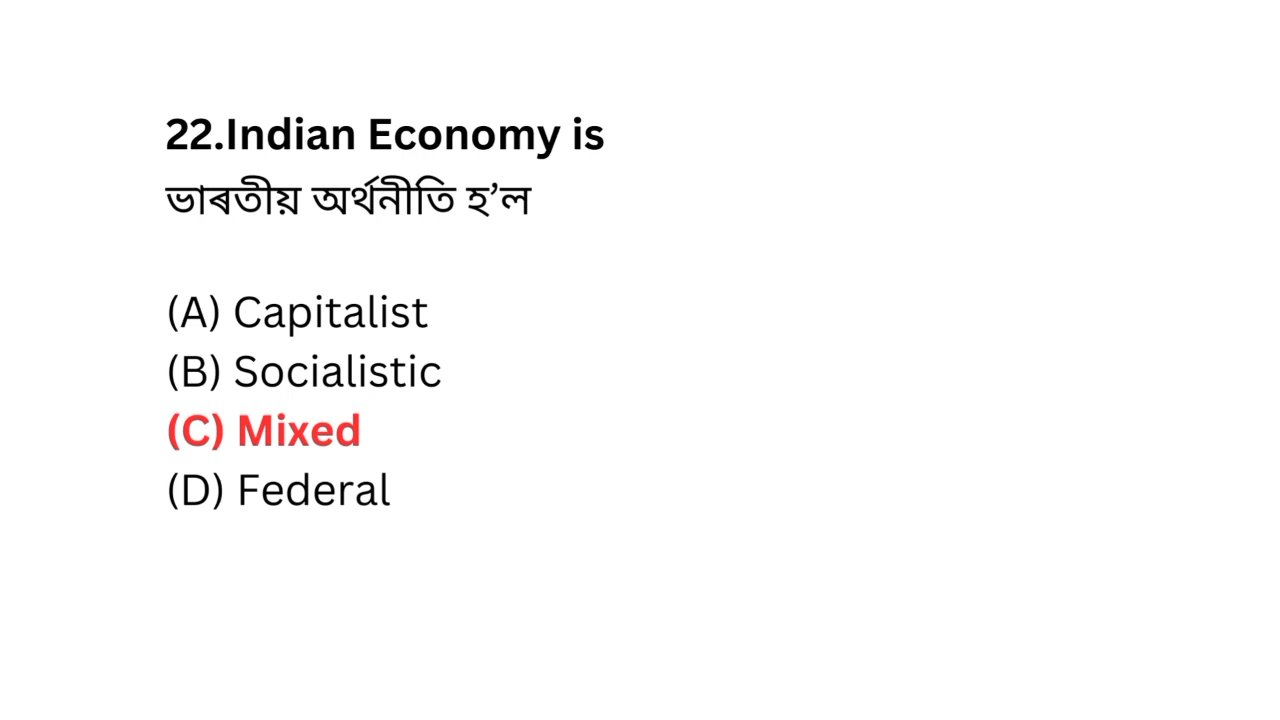 22.Indian Economy is
ভাৰতীয় অৰ্থনীতি হ’ল
(A) Capitalist
(B) Socialistic
(C) Mixed
(D) Federal